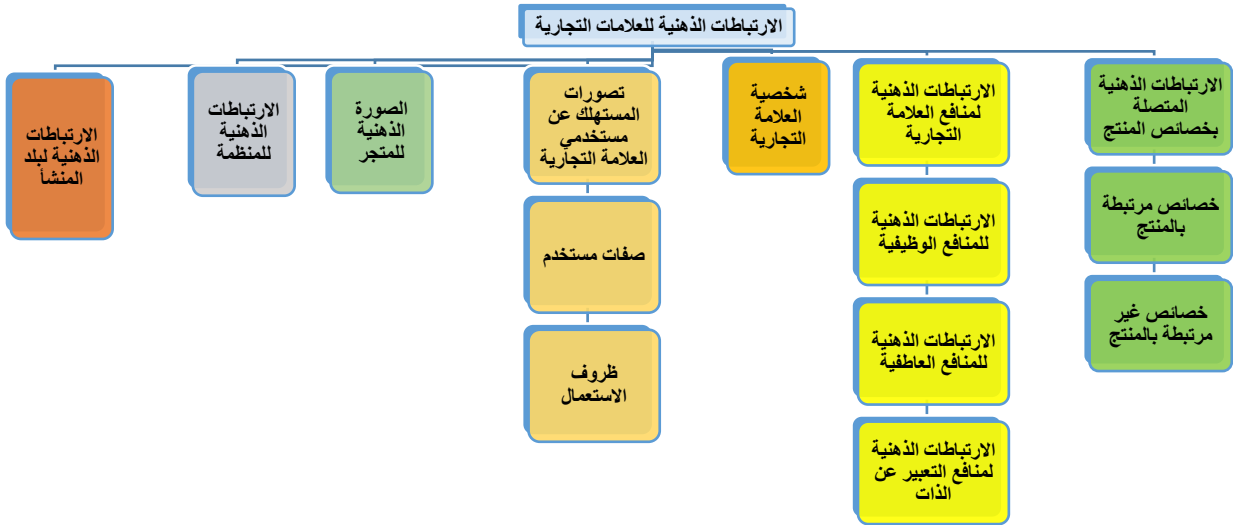 الارتباطات الذهنية للعلامات التجارية
الارتباطات الذهنية
المتصلة
بخصائص المنتج
خصائص مرتبطة
بالمنتج
خصائص غير
مرتبطة بالمنتج
الارتباطات الذهنية
لمنافع العلامة
التجارية
الارتباطات الذهنية
للمنافع الوظيفية
الارتباطات الذهنية
للمنافع العاطفية
الارتباطات الذهنية
لمنافع التعبير عن
الذات
شخصية
العلامة
التجارية
تصورات
المستهلك عن
مستخدمي
العلامة التجارية
صفات مستخدم
ظروف
الاستعمال
الصورة
الذهنية
للمتجر
الارتباطات
الذهنية
للمنظمة
الارتباطات
الذهنية لبلد
المنشأ